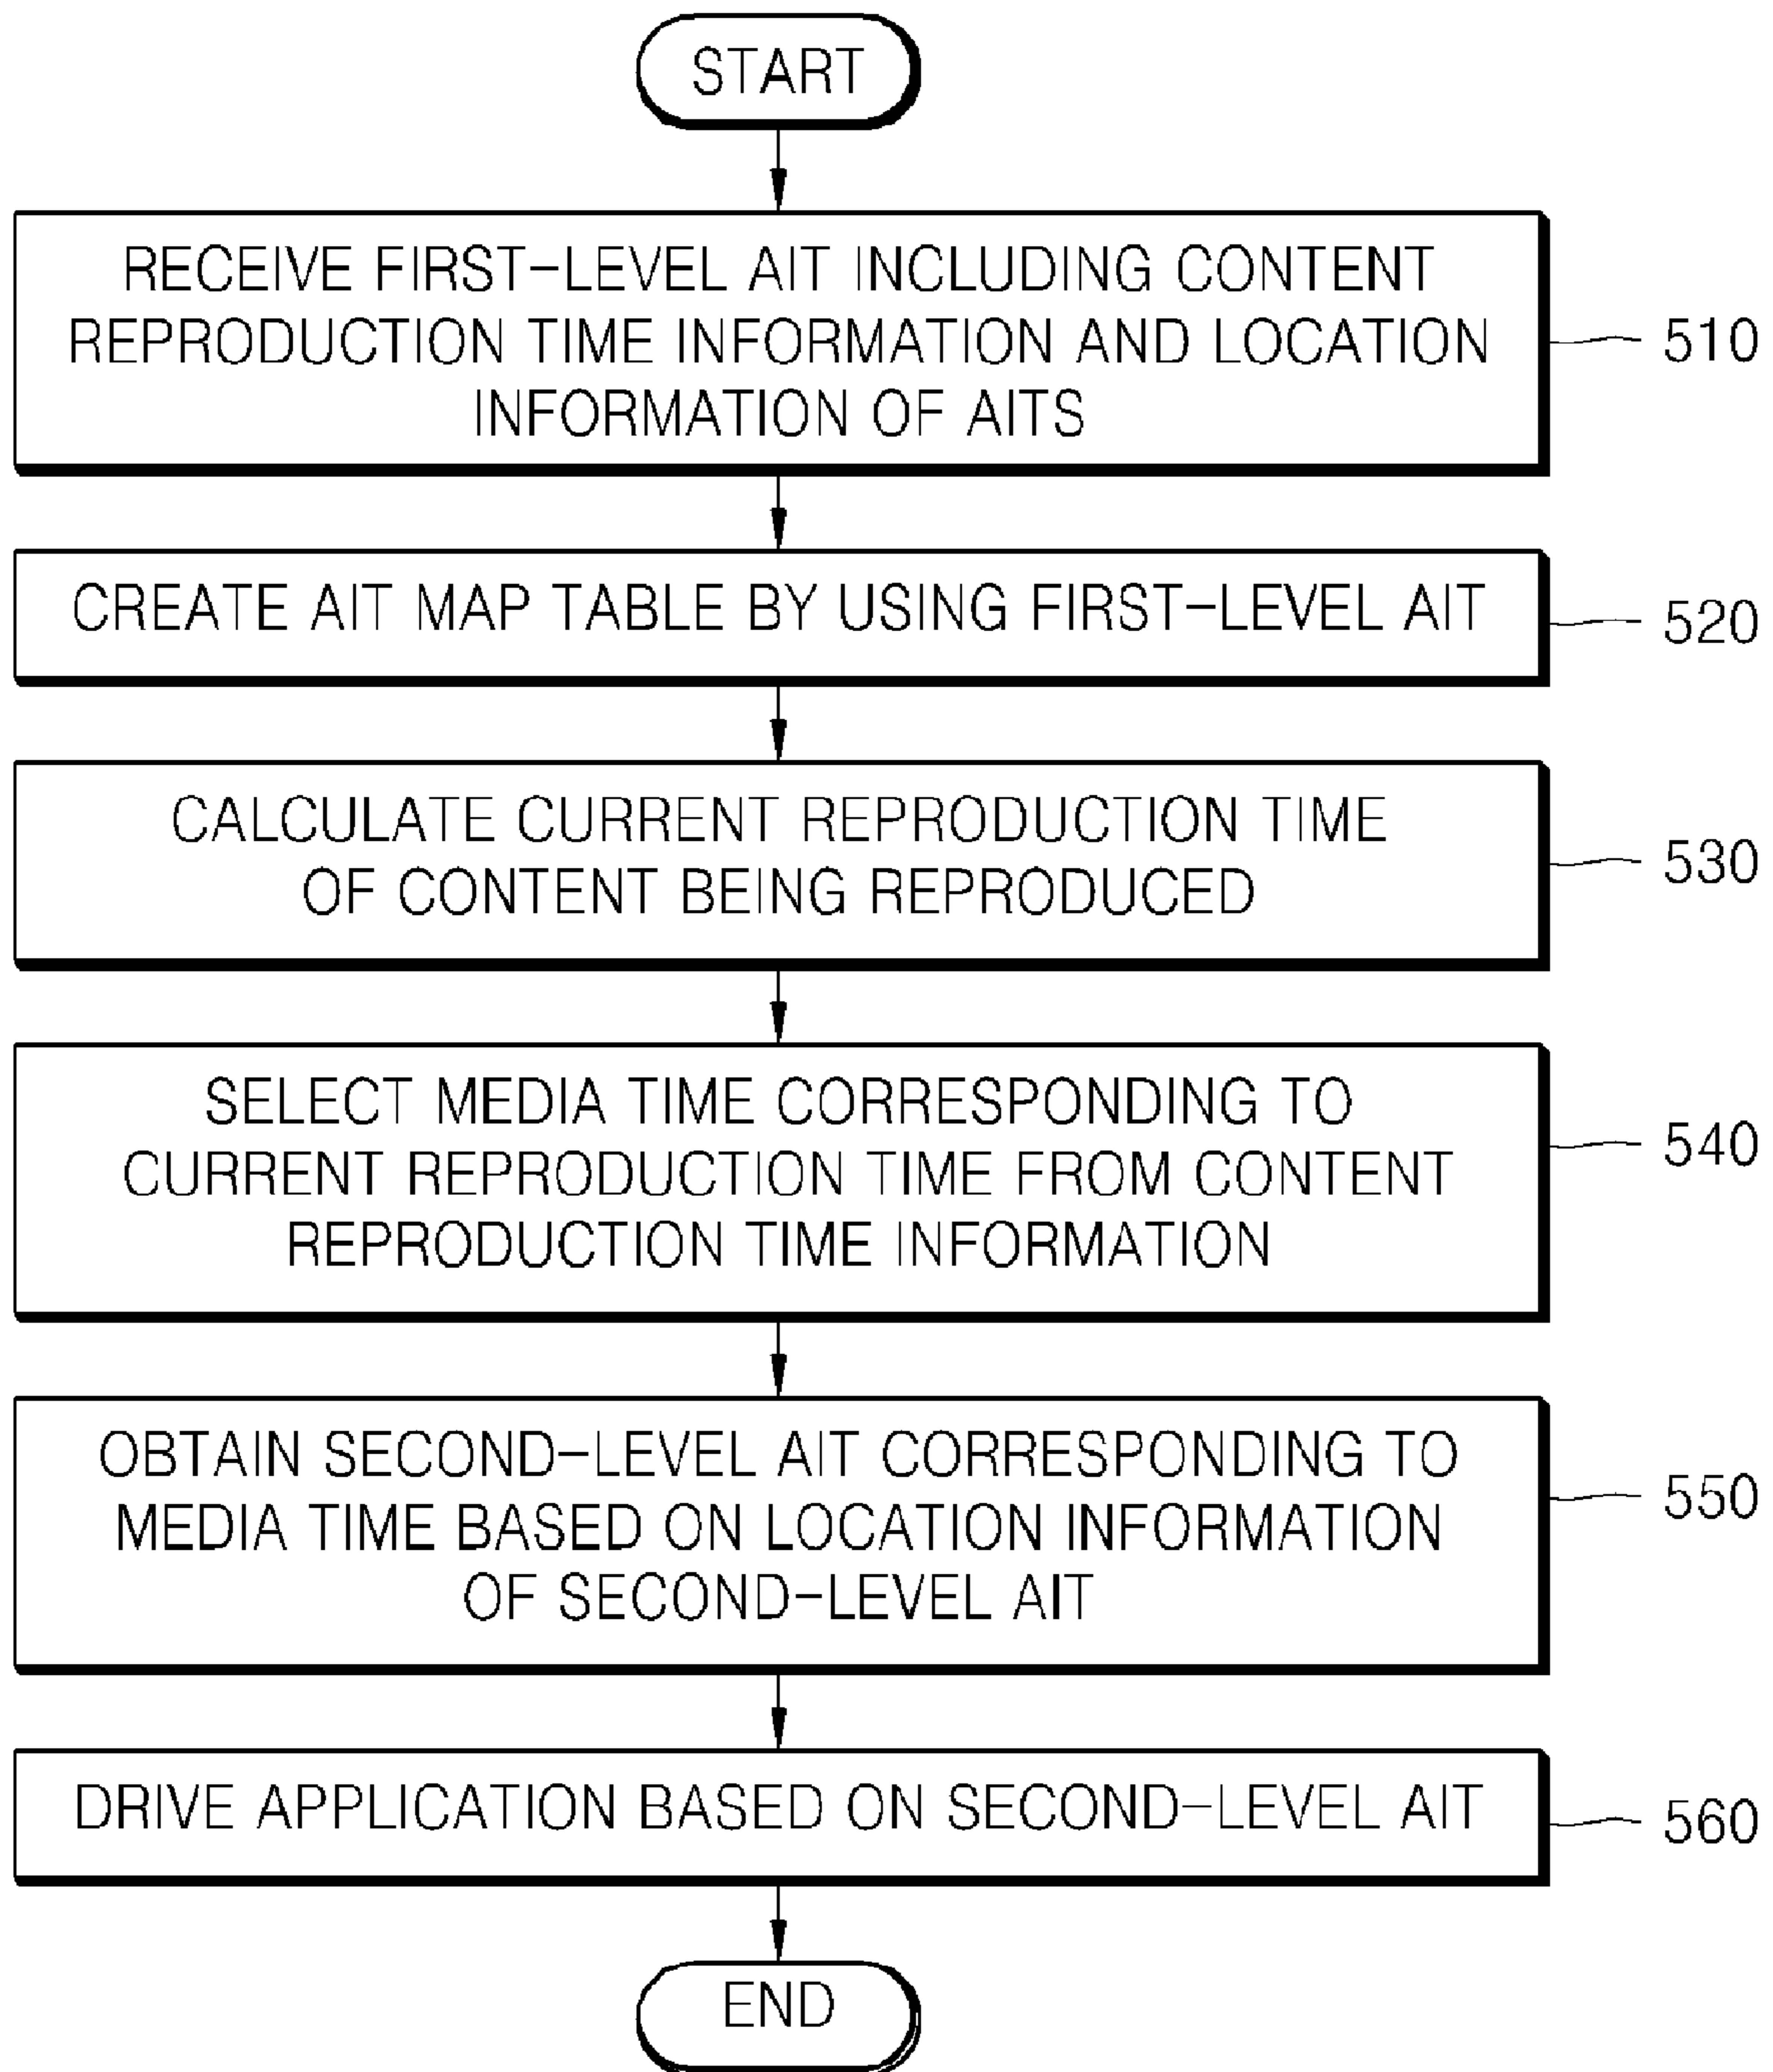 START
RECEIVE FIRST-LEVEL AIT INCLUDING CONTENT
REPRODUCTION TIME INFORMATION AND LOCATION
INFORMATION OF AITS
510
CREATE AIT MAP TABLE BY USING FIRST-LEVEL AIT
520
CALCULATE CURRENT REPRODUCTION TIME
OF CONTENT BEING REPRODUCED
530
SELECT MEDIA TIME CORRESPONDING TO
CURRENT REPRODUCTION TIME FROM CONTENT
REPRODUCTION TIME INFORMATION
540
OBTAIN SECOND-LEVEL AIT CORRESPONDING TO
MEDIA TIME BASED ON LOCATION INFORMATION
OF SECOND-LEVEL AIT
550
DRIVE APPLICATION BASED ON SECOND-LEVEL AIT
560
END